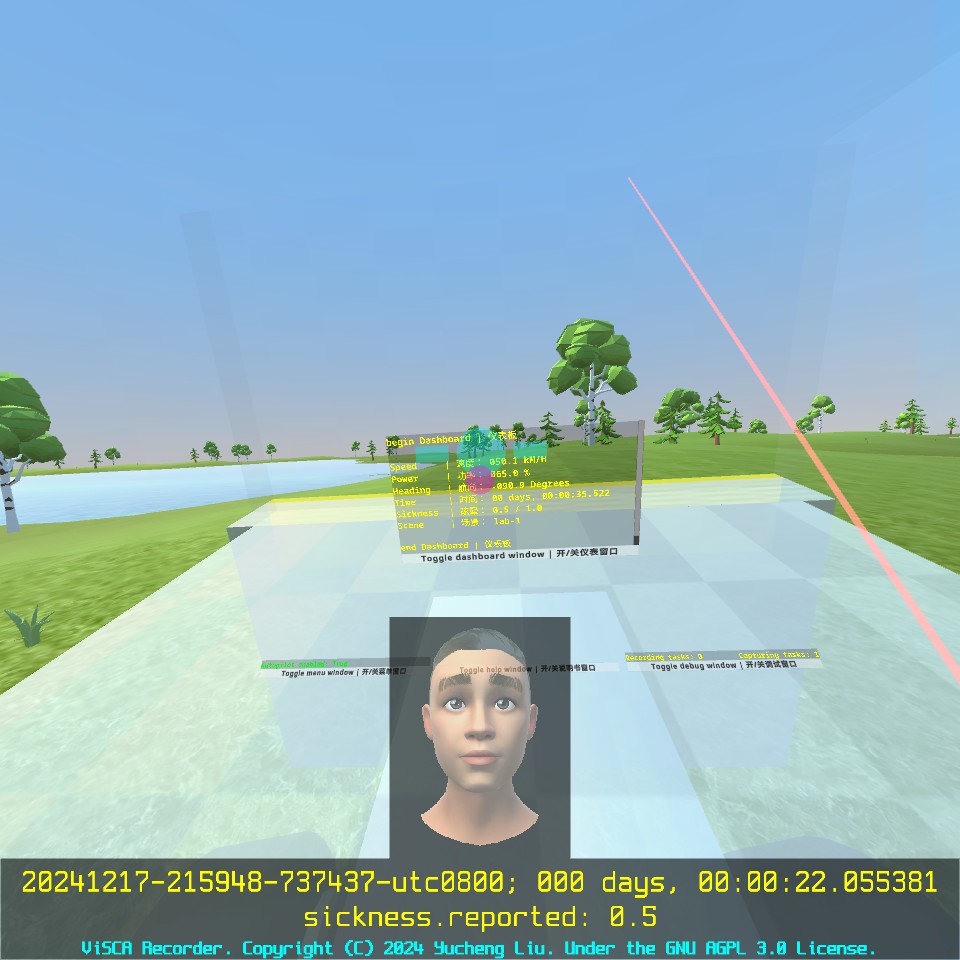 begin Dashboard | 仪表板
Speed | 速度: 050.1 kM/H
Power | 功率: 065.0 %
Heading | 航向: -090.9 Degrees
Time | 时间: 00 days, 00:00:35.522
Sickness | 眩晕: 0.5 / 1.0
Scene | 场景: lab-1
end Dashboard | 仪表板
Toggle dashboard window | 开/关仪表窗口
Recording tasks: 0 Capturing tasks: 1
Toggle menu window | 开/关菜单窗口
Toggle help window | 开/关说明书窗口
Toggle debug window | 开/关调试窗口
20241217-215948-737437-utc0800; 000 days, 00:00:22.055381
sickness.reported: 0.5
ViSCA Recorder. Copyright (C) 2024 Yucheng Liu. Under the GNU AGPL 3.0 License.